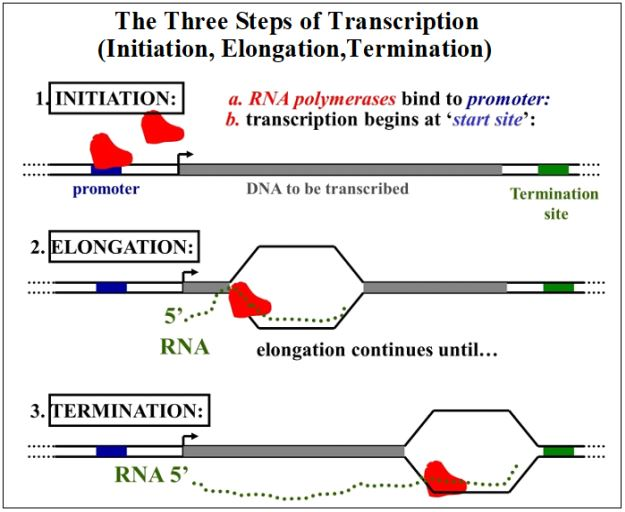 The Three Steps of Transcription
(Initiation, Elongation,Termination)
1. INITIATION:
a. RNA polymerases bind to promoter:
b. transcription begins at ‘start site’:
promoter
DNA to be transcribed
Termination
site
2. ELONGATION:
5’
RNA
elongation continues until...
3. TERMINATION:
RNA 5’